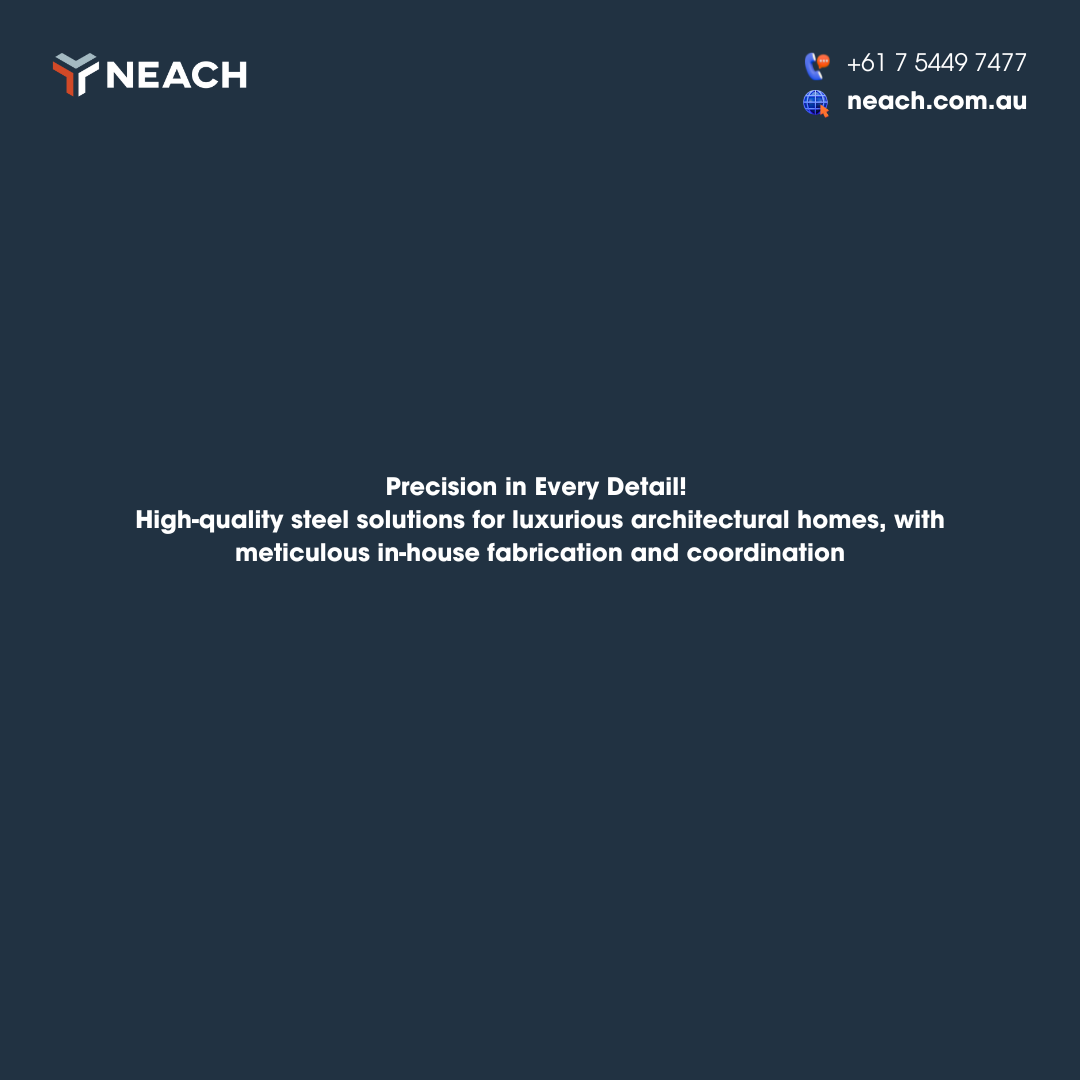 NEACH
+61 7 5449 7477
neach.com.au
Precision in Every Detail!
High-quality steel solutions for luxurious architectural homes, with
meticulous in-house fabrication and coordination